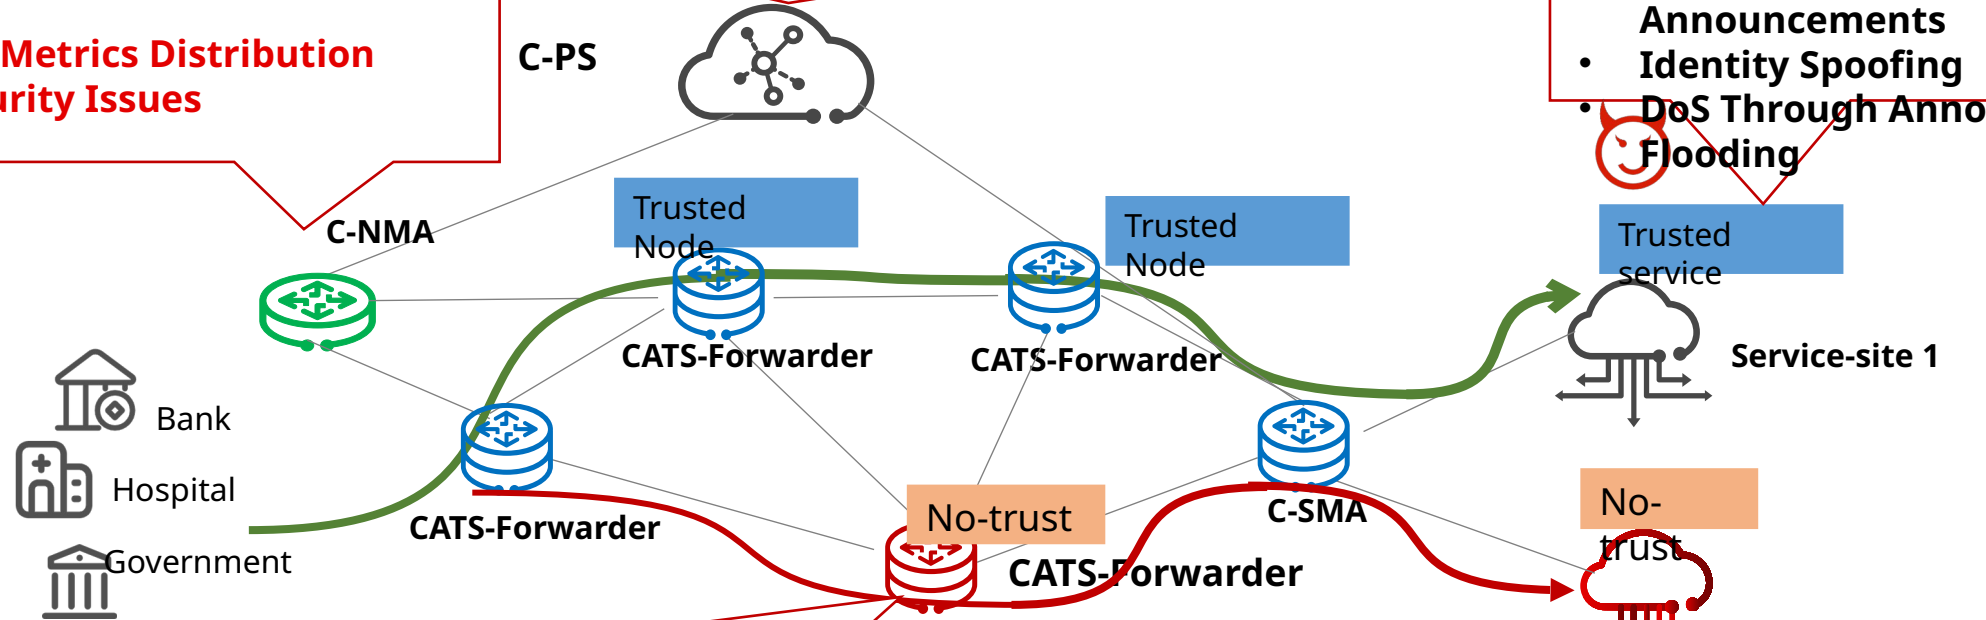 Metrics Distribution
urity Issues
C-PS
Announcements
• Identity Spoofing
• DoS Through Anno
Flooding
C-NMA
Trusted
Node
Trusted
Node
Trusted
service
CATS-Forwarder
CATS-Forwarder
Service-site 1
Bank
Hospital
Government
CATS-Forwarder
No-trust
CATS-Forwarder
C-SMA
No-
trust